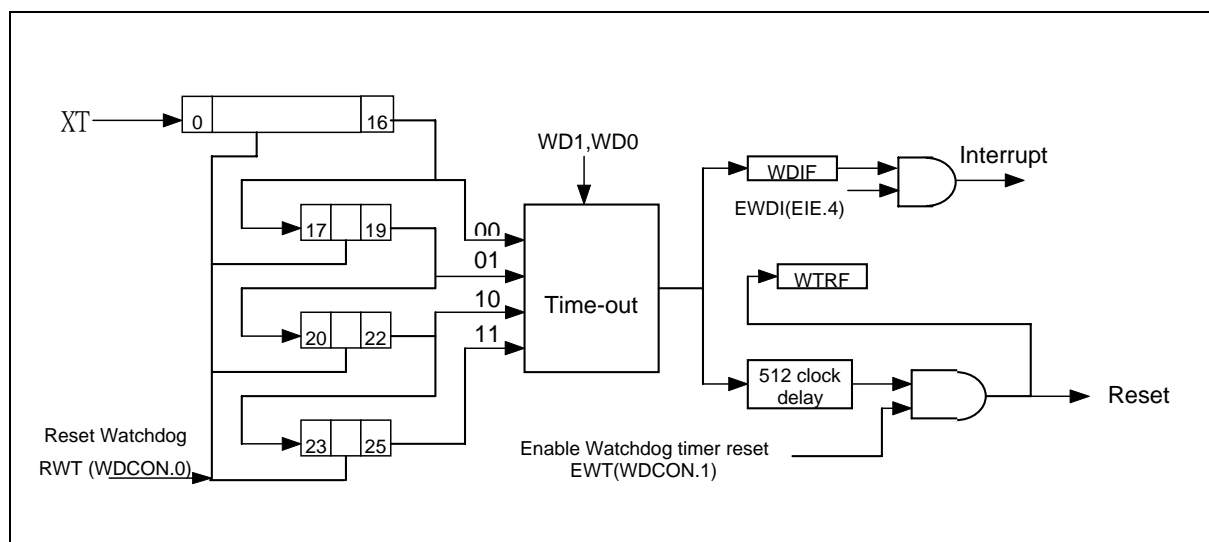 XT
0
16
WD1,WD0
WDIF
Interrupt
EWDI(EIE.4)
17
19
00
01
Time-out
WTRF
20
22
10
11
512 clock
delay
Reset
23
25
Reset Watchdog
RWT (WDCON.0)
Enable Watchdog timer reset
EWT(WDCON.1)